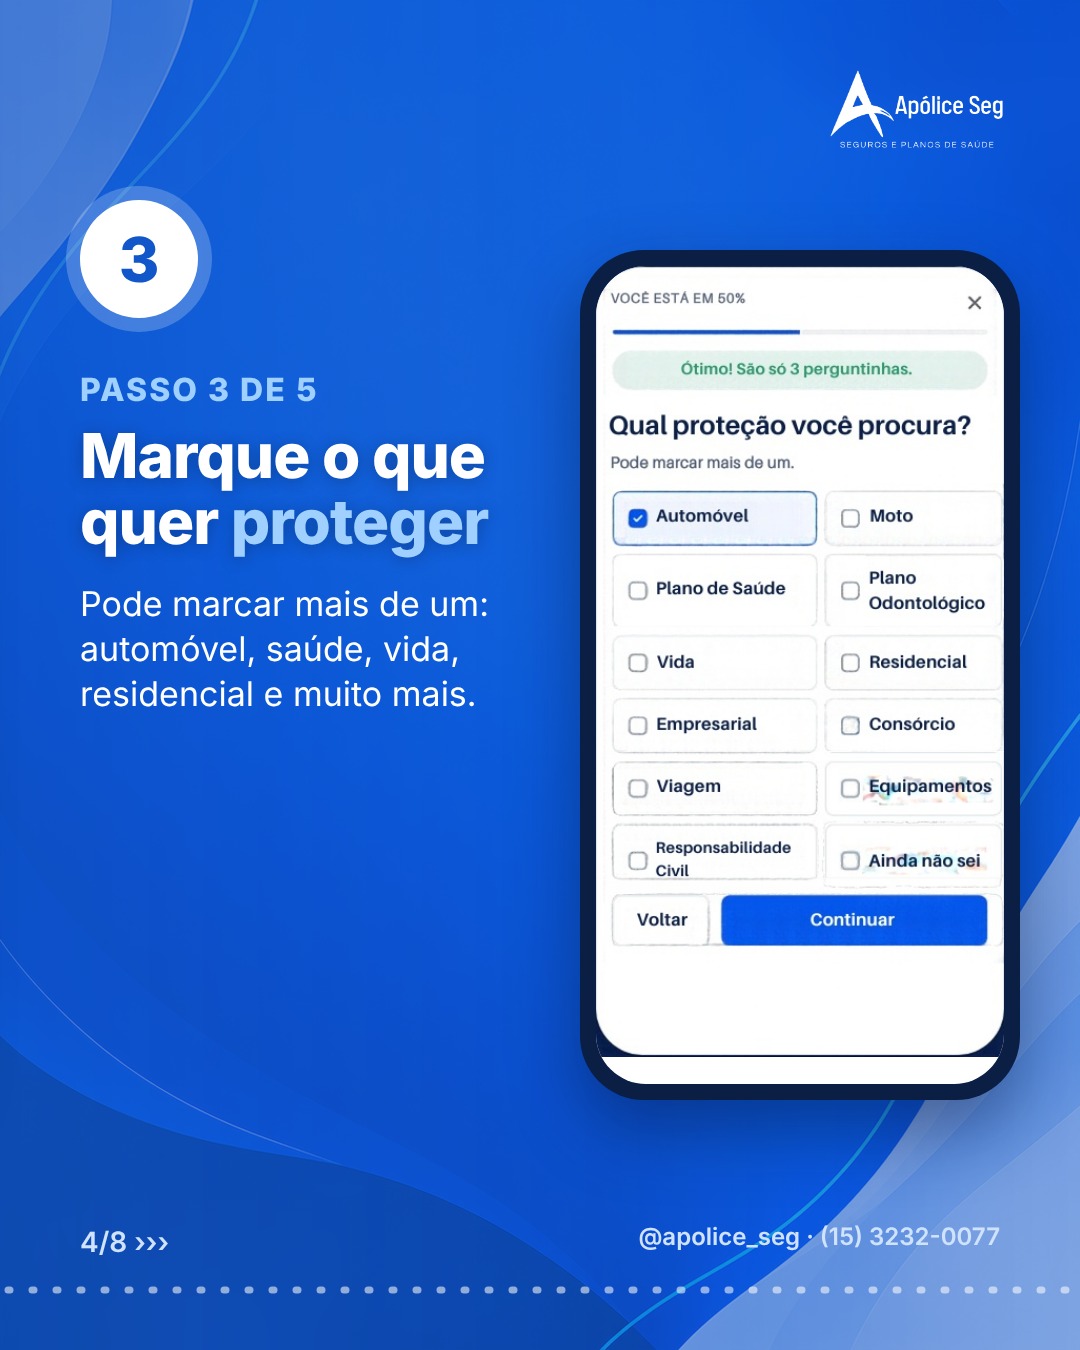 Apólice Seg
SEGUROS E PLANOS DE SAÚDE
3
PASSO 3 DE 5
Marque o que
quer proteger
Pode marcar mais de um:
automóvel, saúde, vida,
residencial e muito mais.
VOCÊ ESTÁ EM 50%
Ótimo! São só 3 perguntinhas.
Qual proteção você procura?
Pode marcar mais de um.
Automóvel
Moto
Plano de Saúde
Plano
Odontológico
Vida
Residencial
Empresarial
Consórcio
Viagem
Equipamentos
Responsabilidade
Civil
Ainda não sei
Voltar
Continuar
4/8 ›››
@apolice_seg · (15) 3232-0077